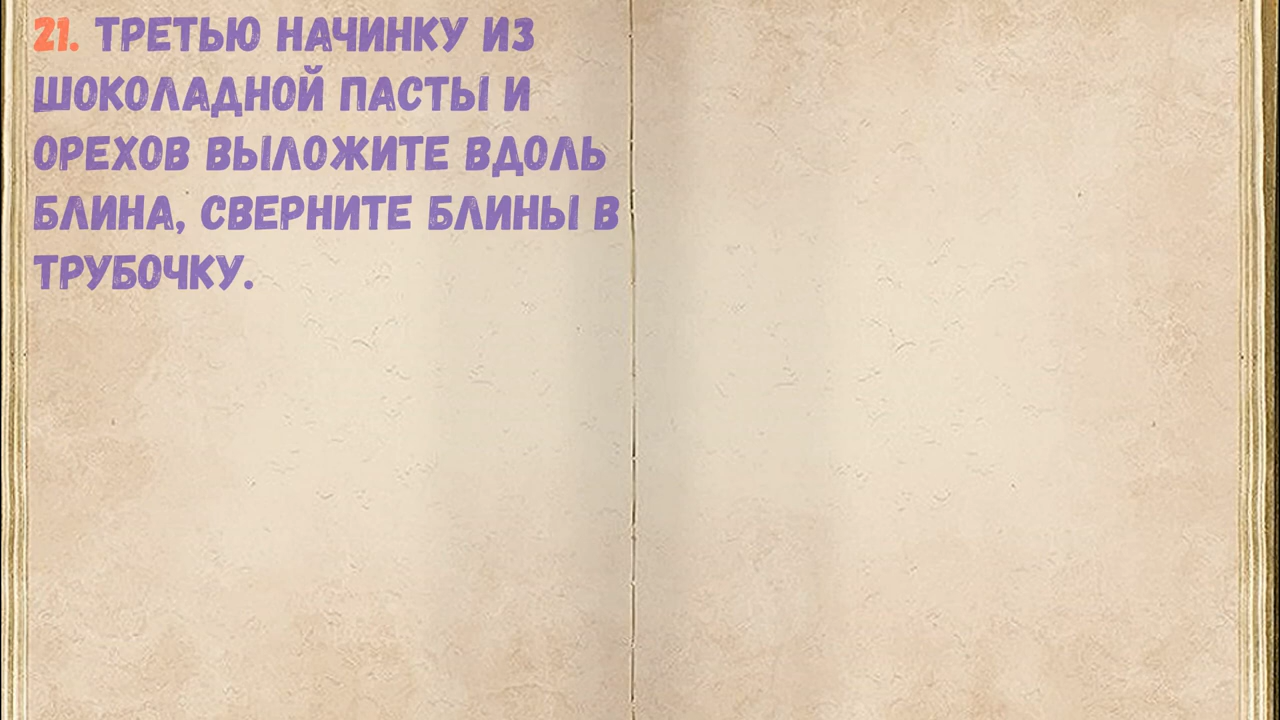 21. ТРЕТЬЮ НАЧИНКУ ИЗ
ШОКОЛАДНОЙ ПАСТЫ И
ОРЕХОВ ВЫЛОЖИТЕ ВДОЛЬ
БЛИНА, СВЕРНИТЕ БЛИНЫ В
ТРУБОЧКУ.